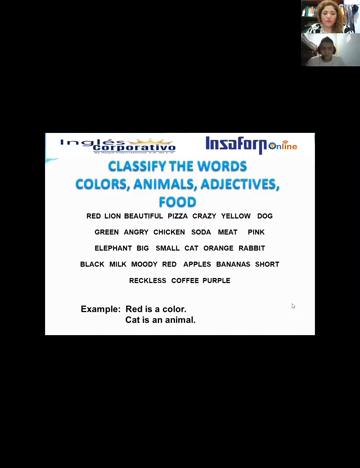 Inglés Corporativo
Insaforp Online
CLASSIFY THE WORDS
COLORS, ANIMALS, ADJECTIVES,
FOOD
RED LION BEAUTIFUL PIZZA CRAZY YELLOW DOG
GREEN ANGRY CHICKEN SODA MEAT PINK
ELEPHANT BIG SMALL CAT ORANGE RABBIT
BLACK MILK MOODY RED APPLES BANANAS SHORT
RECKLESS COFFEE PURPLE
Example: Red is a color.
Cat is an animal.